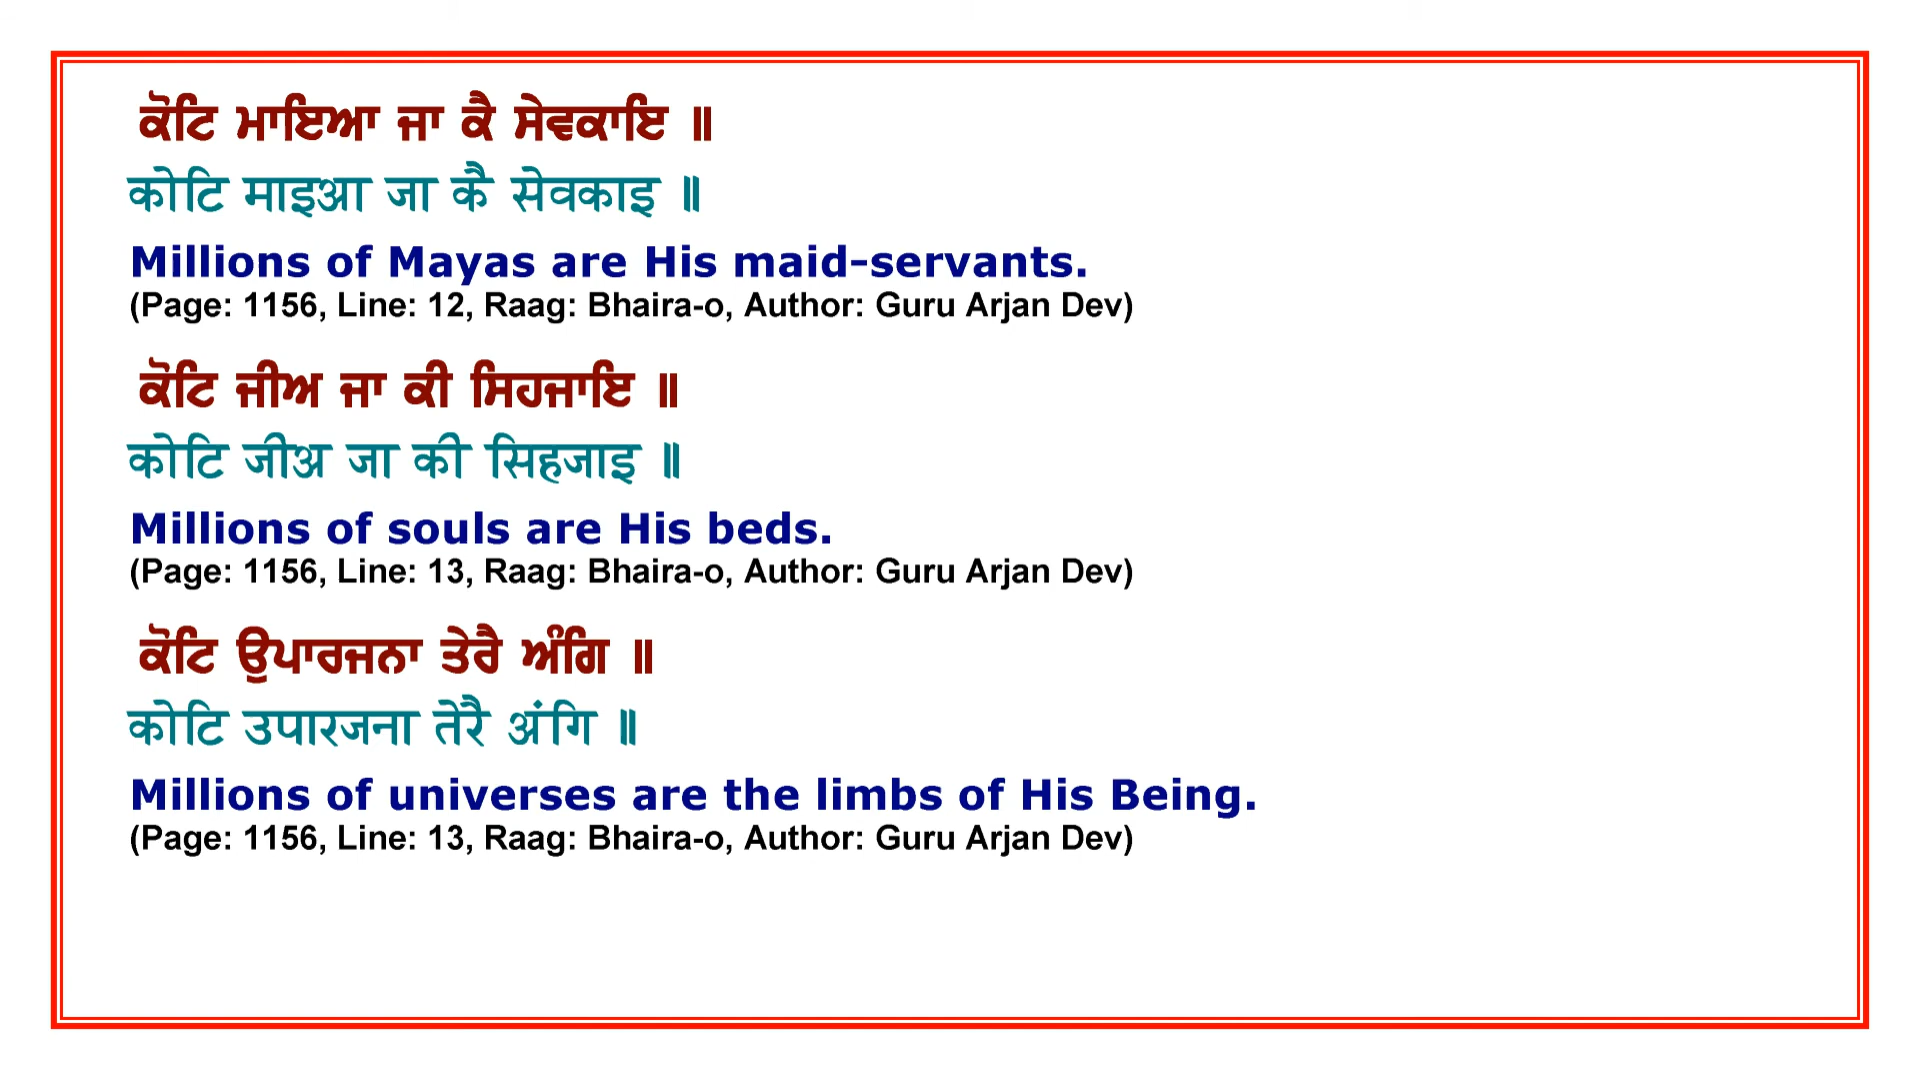 ਕੋਟਿ ਮਾਇਆ ਜਾ ਕੈ ਸੇਵਕਾਇ ॥
कोटि माइआ जा कै सेवकाइ ॥
Millions of Mayas are His maid-servants.
(Page: 1156, Line: 12, Raag: Bhaira-o, Author: Guru Arjan Dev)
ਕੋਟਿ ਜੀਅ ਜਾ ਕੀ ਸਿਹਜਾਇ ॥
कोटि जीअ जा की सिहजाइ ॥
Millions of souls are His beds.
(Page: 1156, Line: 13, Raag: Bhaira-o, Author: Guru Arjan Dev)
ਕੋਟਿ ਉਪਾਰਜਨਾ ਤੇਰੈ ਅੰਗਿ ॥
कोटि उपारजना तेरै अंगि ॥
Millions of universes are the limbs of His Being.
(Page: 1156, Line: 13, Raag: Bhaira-o, Author: Guru Arjan Dev)